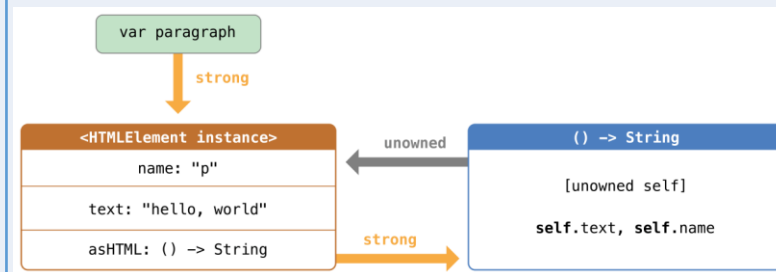 var paragraph
strong
<HTMLElement instance>
name: "p"
text: "hello, world"
asHTML: () -> String
unowned
strong
() -> String
[unowned self]
self.text, self.name